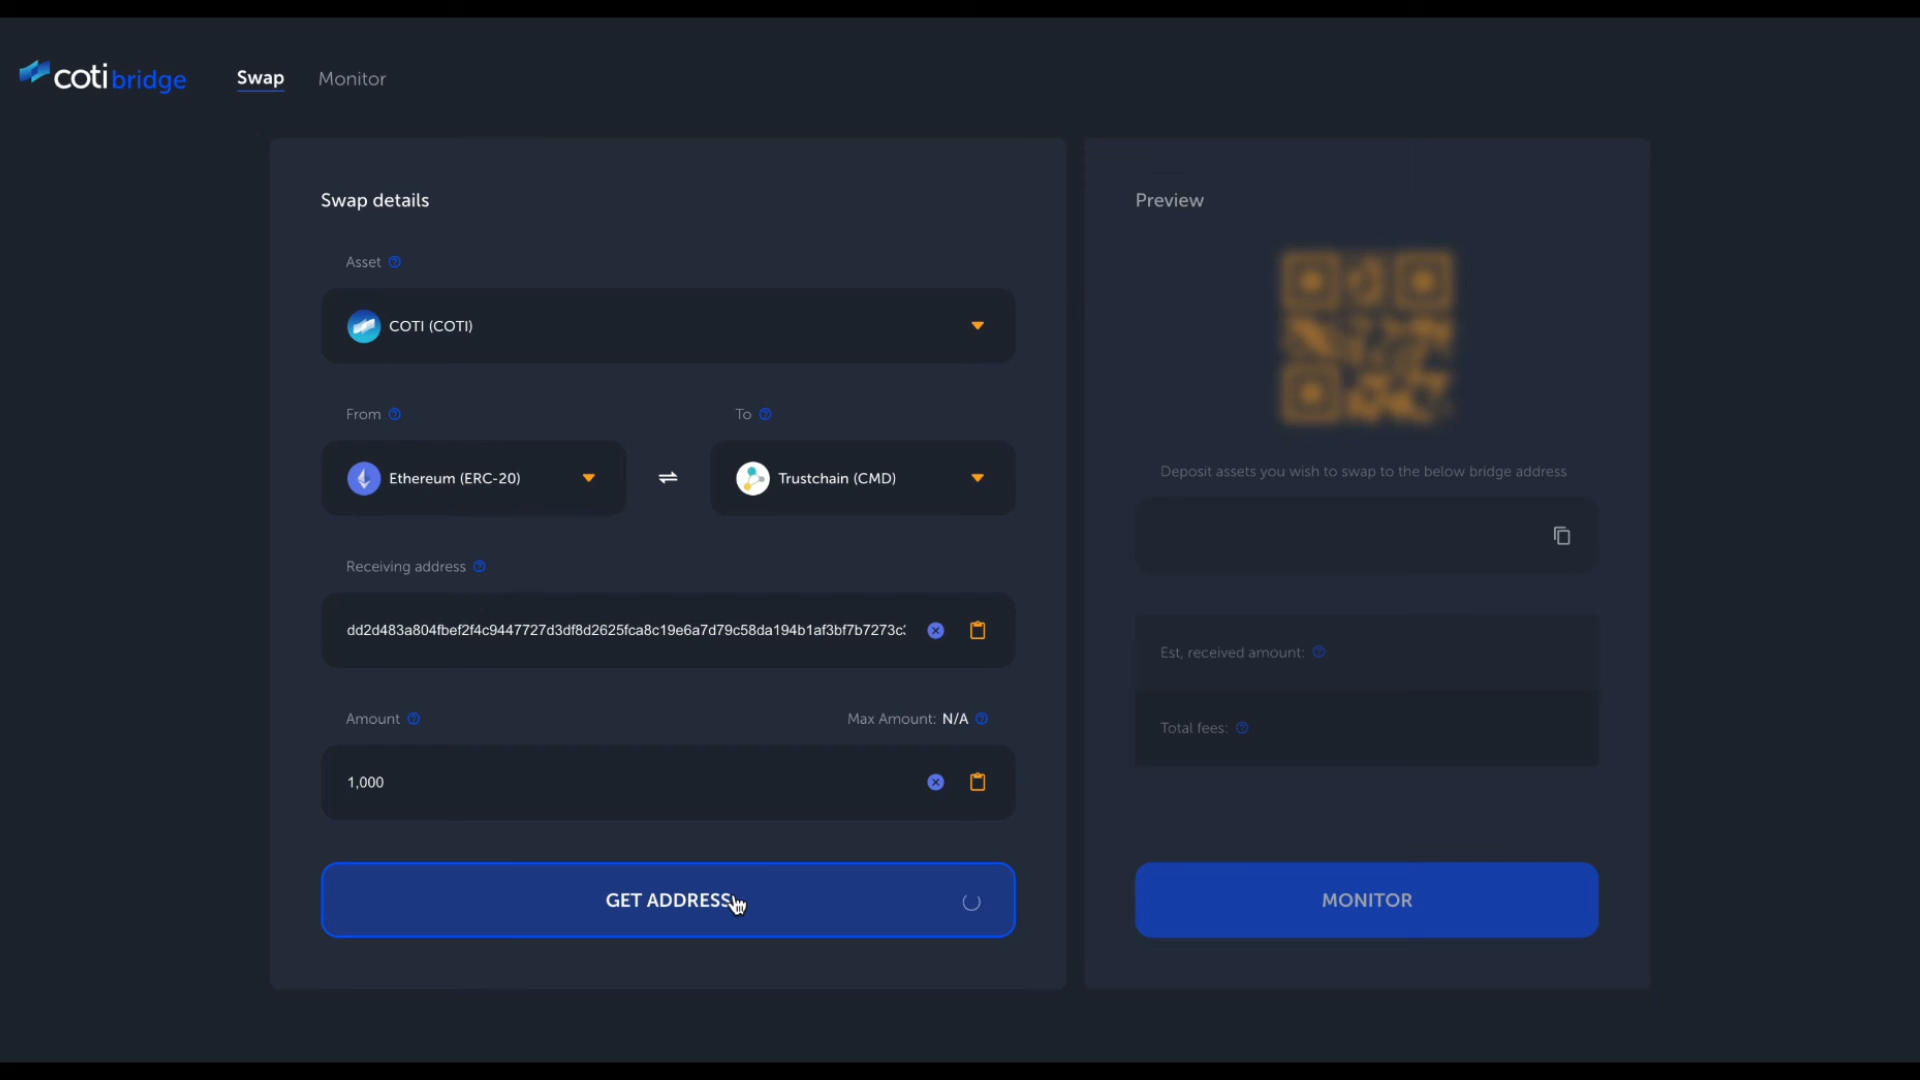 coti bridge Swap Monitor
Swap details
Asset
COTI (COTI)
From To
Ethereum (ERC-20) Trustchain (CMD)
Receiving address
dd2d483a804fbef2f4c9447727d3df8d2625fca8c19e6a7d79c58da194b1af3bf7b7273c
Amount Max Amount: N/A
1,000
GET ADDRESS
Preview
Deposit assets you wish to swap to the below bridge address
Est, received amount:
Total fees:
MONITOR